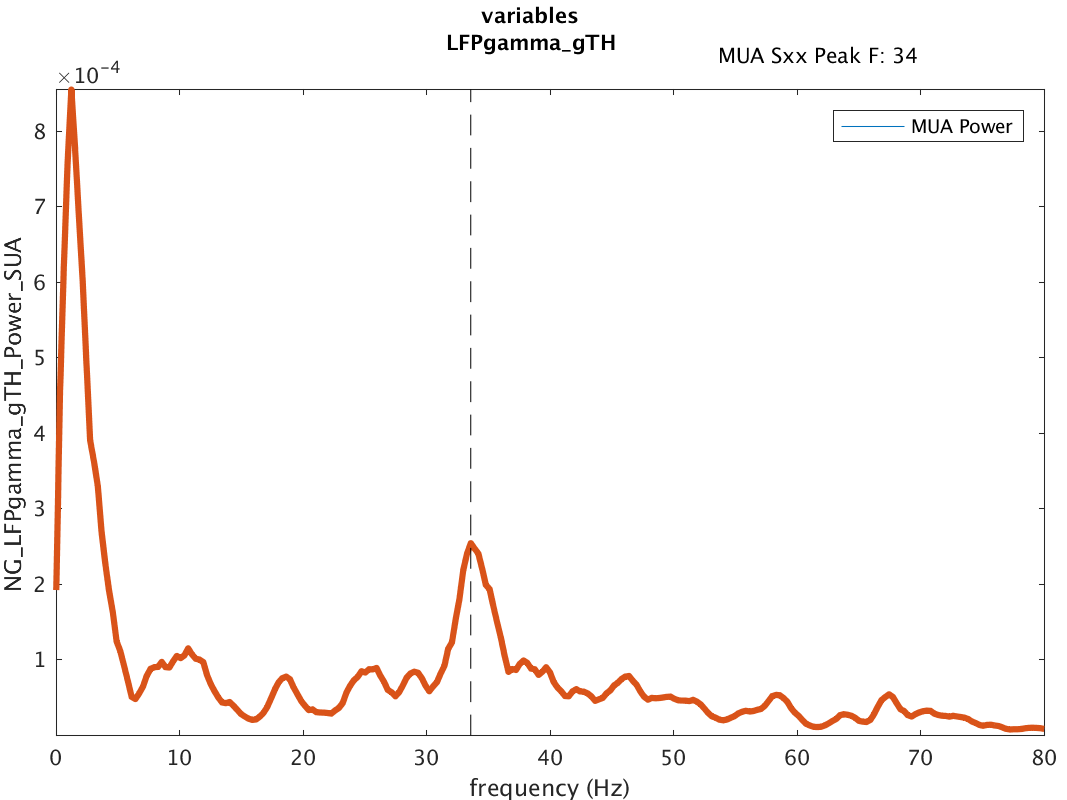 variables
LFPgamma_gTH
MUA Sxx Peak F: 34
×10⁻⁴
MUA Power
8
7
6
5
4
3
2
1
NG_LFPgamma_gTH_Power_SUA
0 10 20 30 40 50 60 70 80
frequency (Hz)